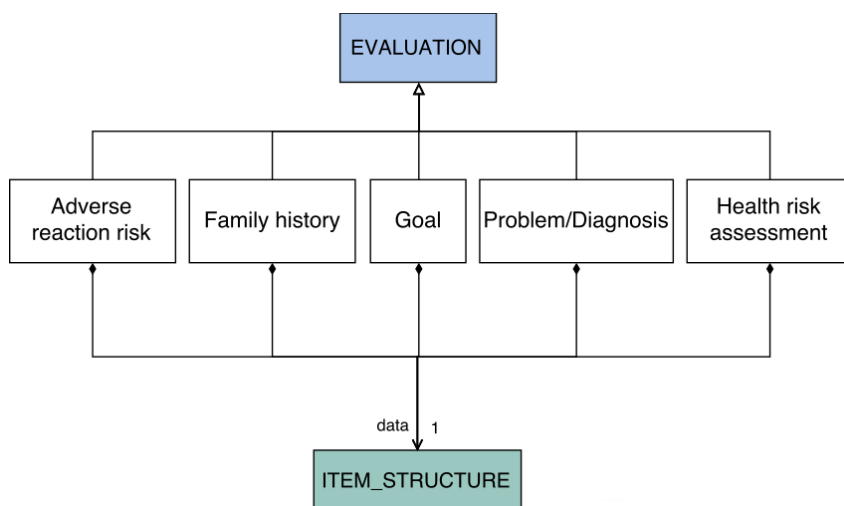 EVALUATION
Adverse
reaction risk
Family history
Goal
Problem/Diagnosis
Health risk
assessment
data
1
ITEM_STRUCTURE